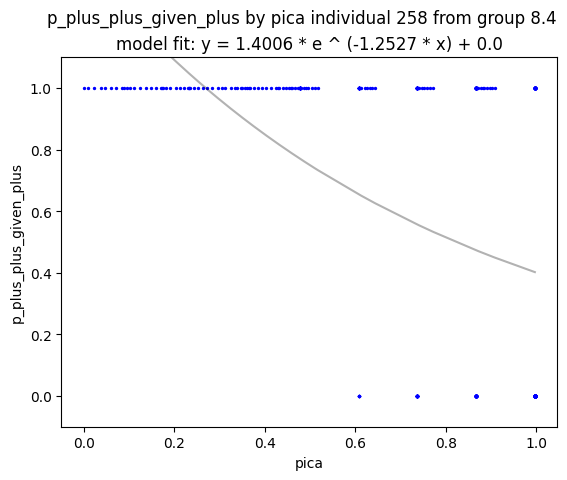 p_plus_plus_given_plus by pica individual 258 from group 8.4
model fit: y = 1.4006 * e ^ (-1.2527 * x) + 0.0
1.0
0.8
0.6
0.4
0.2
0.0
p_plus_plus_given_plus
0.0 0.2 0.4 0.6 0.8 1.0
pica